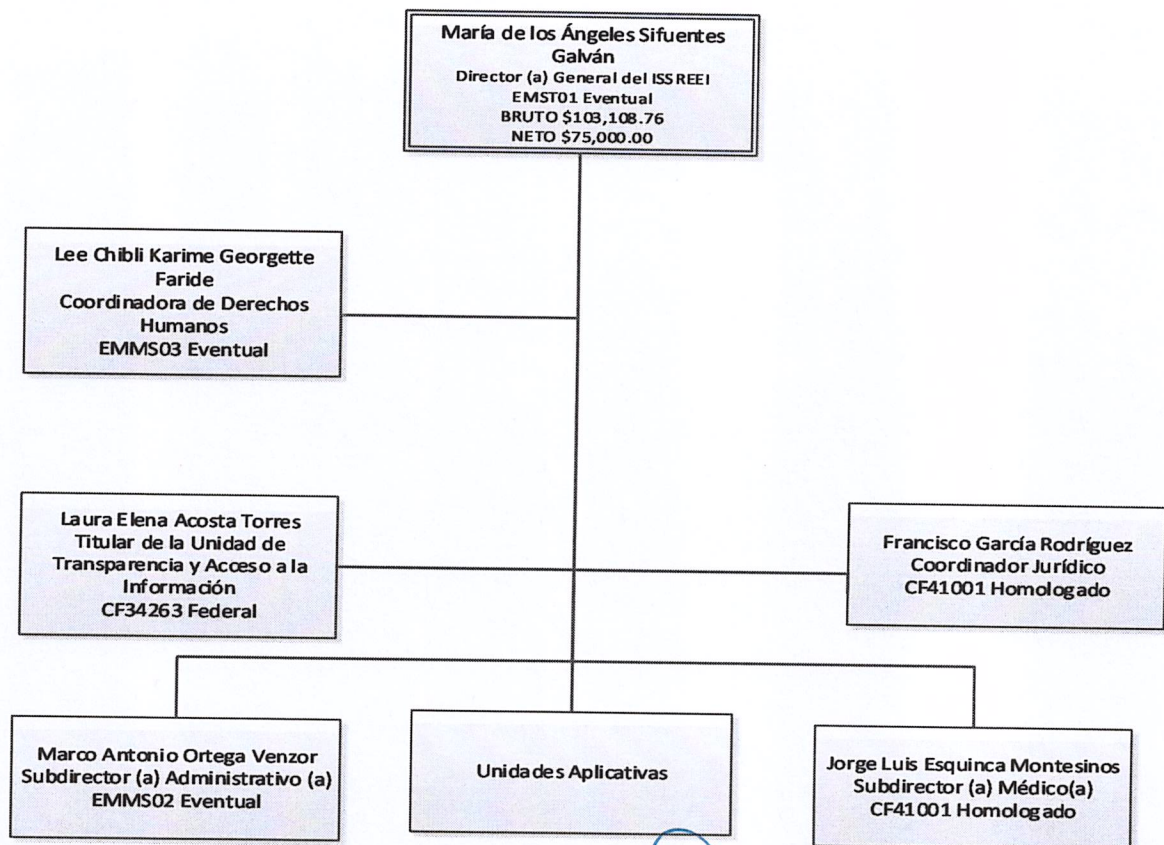 María de los Ángeles Sifuentes
Galván
Director (a) General del ISSREEI
EMST01 Eventual
BRUTO $103,108.76
NETO $75,000.00
Lee Chibli Karime Georgette
Faride
Coordinadora de Derechos
Humanos
EMMS03 Eventual
Laura Elena Acosta Torres
Titular de la Unidad de
Transparencia y Acceso a la
Información
CF34263 Federal
Francisco García Rodríguez
Coordinador Jurídico
CF41001 Homologado
Marco Antonio Ortega Venzor
Subdirector (a) Administrativo (a)
EMMS02 Eventual
Unidades Aplicativas
Jorge Luis Esquinca Montesinos
Subdirector (a) Médico(a)
CF41001 Homologado